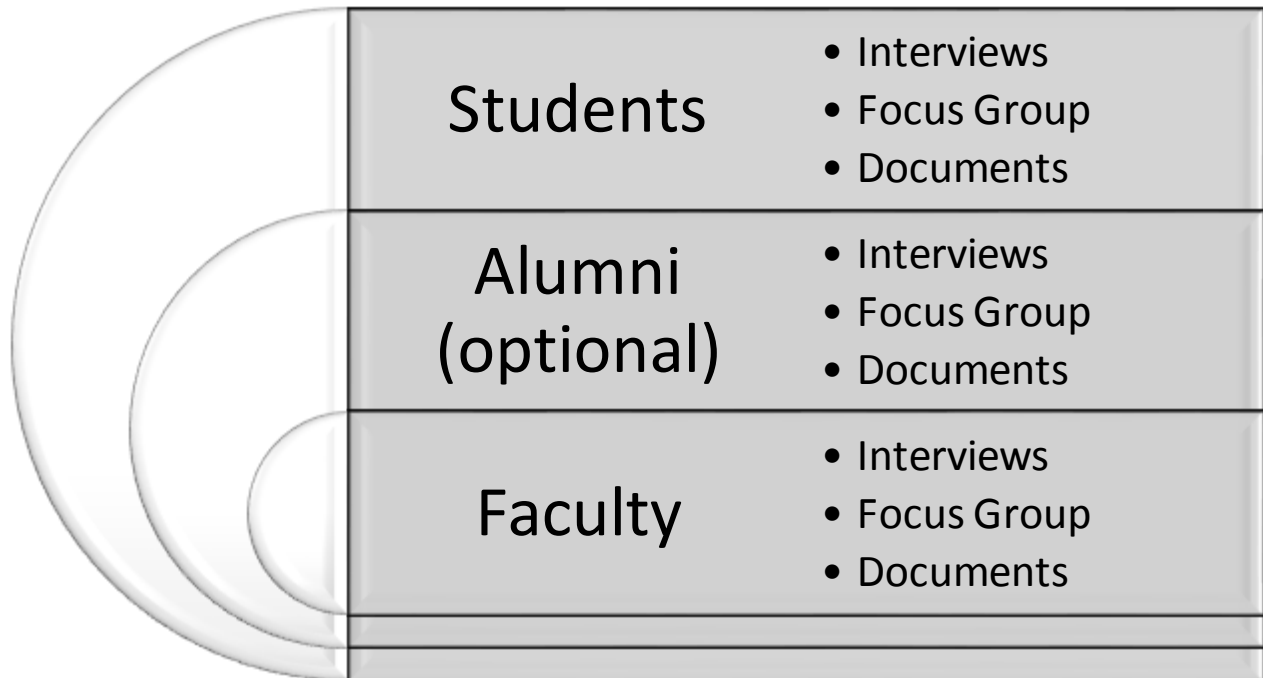 Students
• Interviews
• Focus Group
• Documents
Alumni
(optional)
• Interviews
• Focus Group
• Documents
Faculty
• Interviews
• Focus Group
• Documents